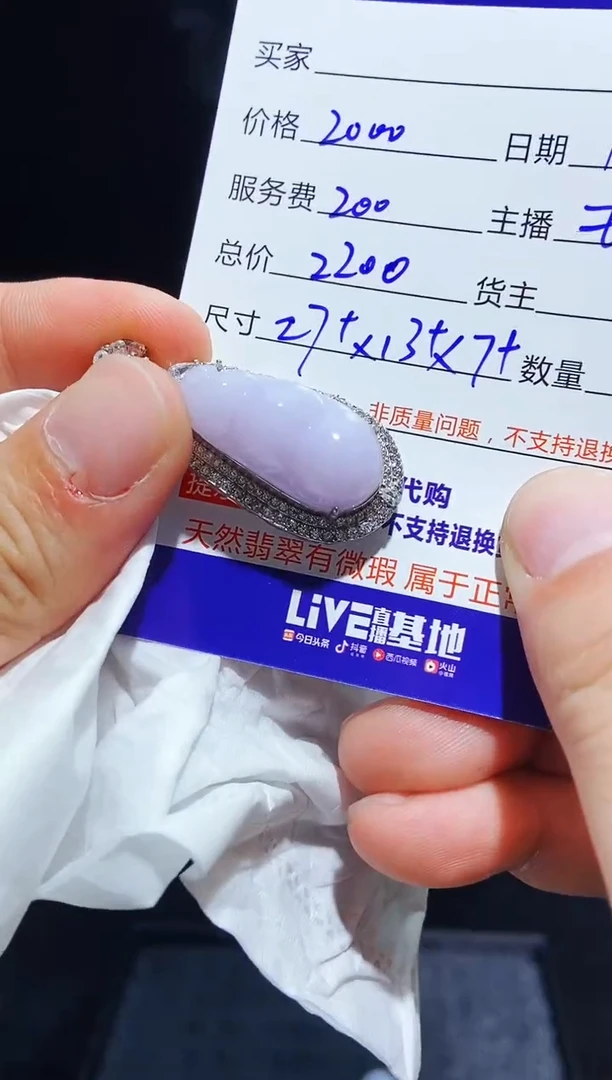 买家
价格 2000 日期
服务费 200 主播
总价 2200 货主
尺寸 27+x13+x7+ 数量
非质量问题，不支持退换
代购
不支持退换
天然翡翠有微瑕 属于正常
LIVE直播基地
今日头条 抖音 西瓜视频 火山